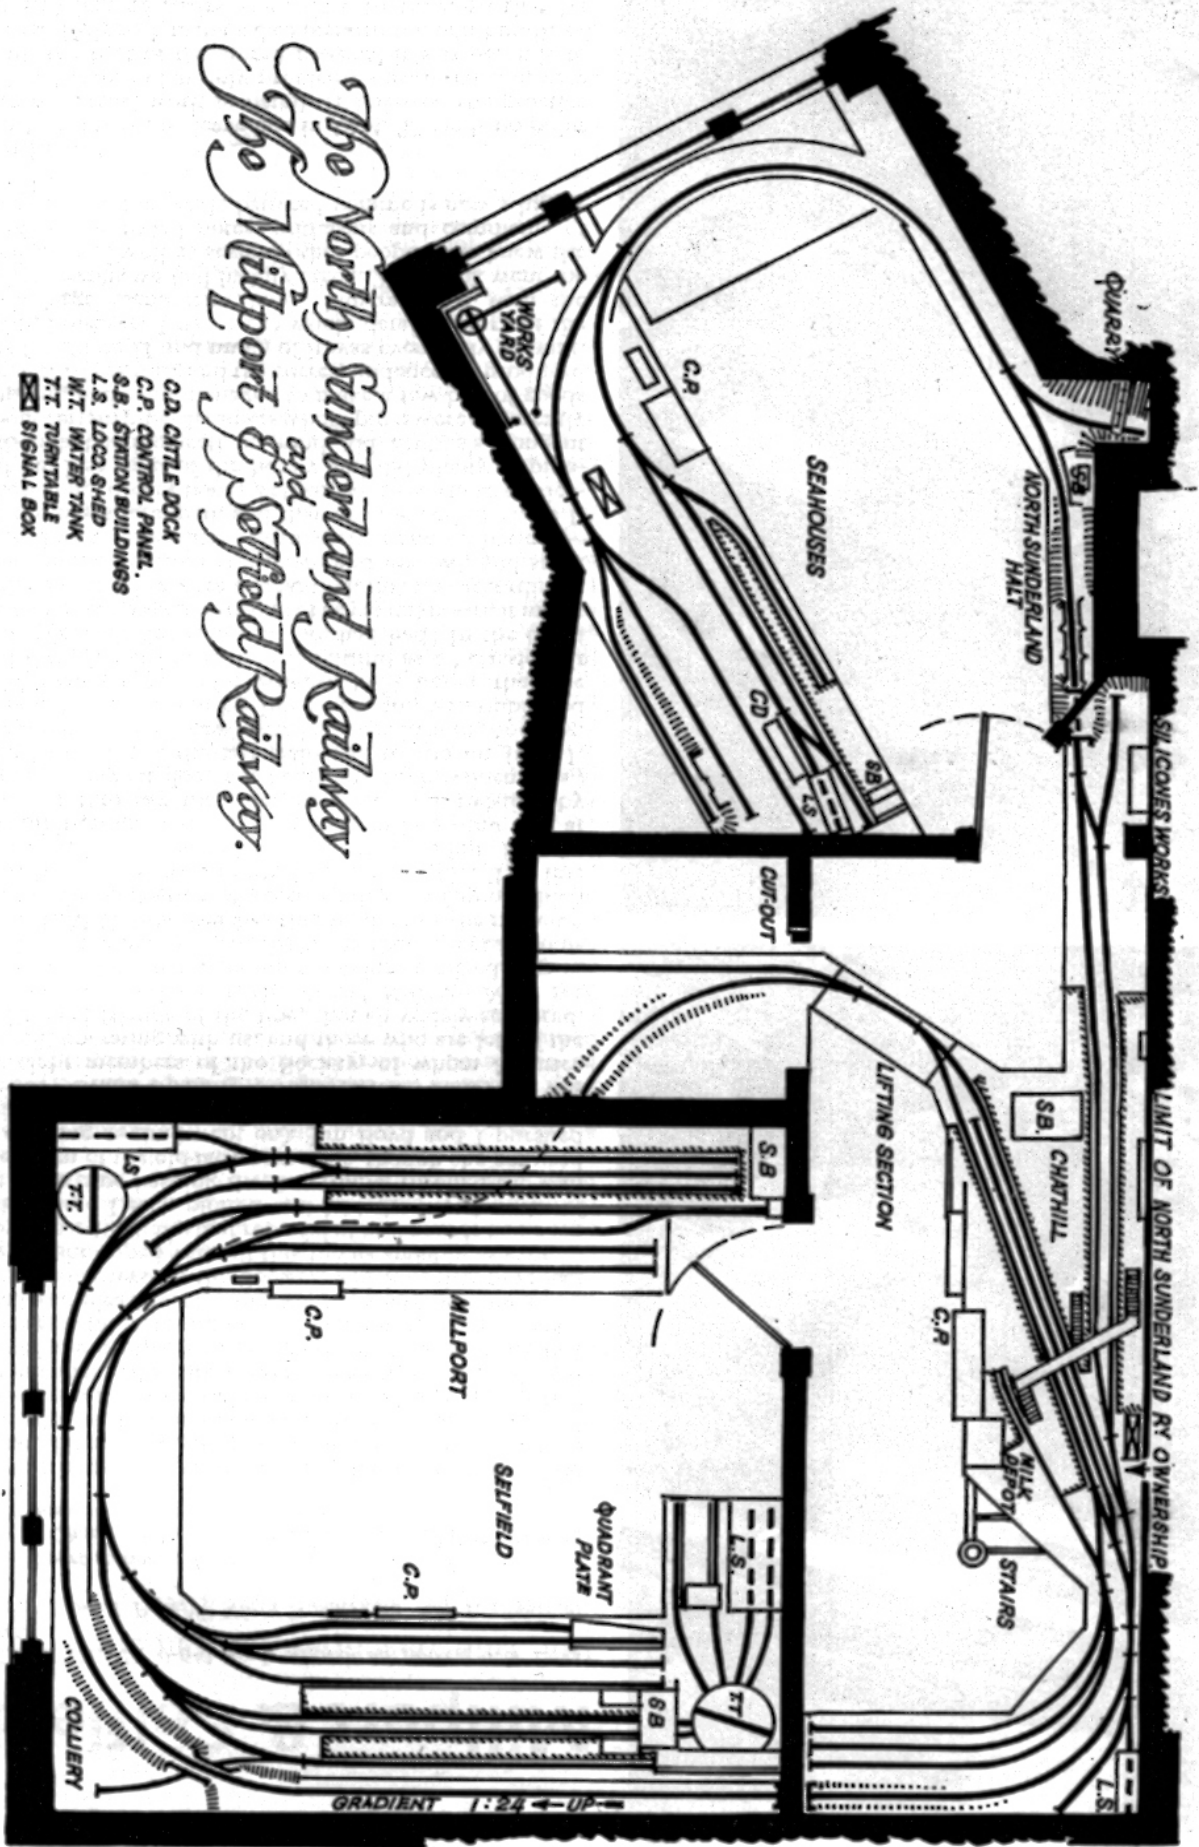 The North Sunderland Railway
and
The Millport & Selfield Railway.
C.D. CATTLE DOCK
C.P. CONTROL PANEL.
S.B. STATION BUILDINGS
L.S. LOCO. SHED
W.T. WATER TANK
T.T. TURNTABLE
SIGNAL BOX
QUARRY
WORKS
YARD
C.P.
SEAHOUSES
NORTH SUNDERLAND
HALT
CD
LS
SB
SILICONES WORKS
LIMIT OF NORTH SUNDERLAND RY OWNERSHIP
CUT-OUT
LIFTING SECTION
S.B.
CHATHILL
C.P.
MILK
DEPOT
STAIRS
L.S.
LS
T.T.
S.B
C.P.
MILLPORT
SELFIELD
QUADRANT
PLATE
C.P.
L.S.
T.T
SB
COLLIERY
GRADIENT 1:24 UP